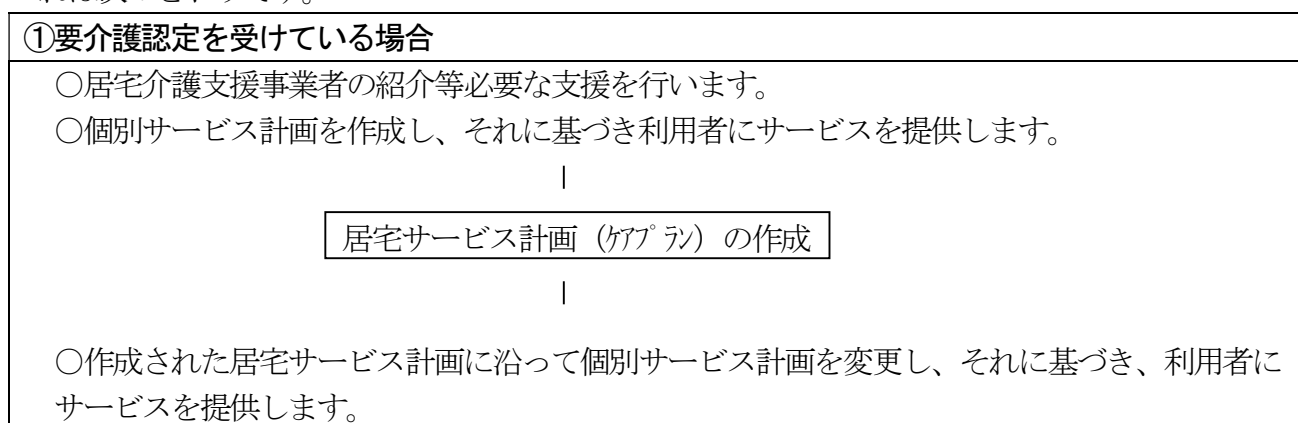 ①要介護認定を受けている場合
○居宅介護支援事業者の紹介等必要な支援を行います。
○個別サービス計画を作成し、それに基づき利用者にサービスを提供します。
居宅サービス計画（ｹｱﾌﾟﾗﾝ）の作成
○作成された居宅サービス計画に沿って個別サービス計画を変更し、それに基づき、利用者に
サービスを提供します。